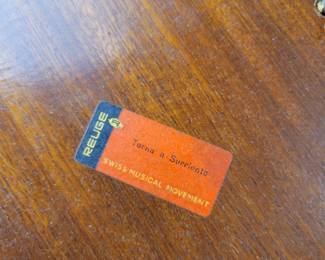 REUGE
Torna a Surriento
SWISS MUSICAL MOVEMENT